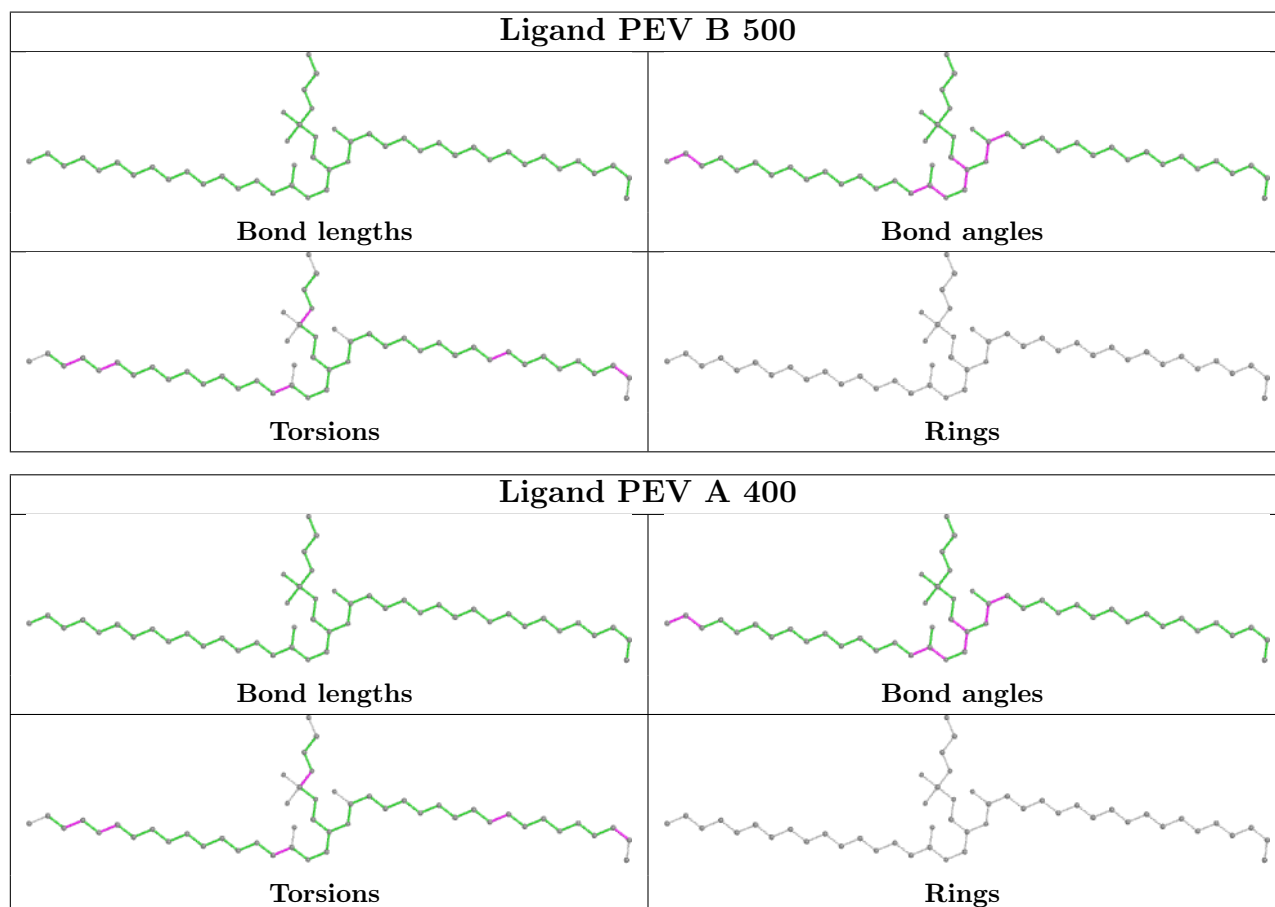 Ligand PEV B 500
Bond lengths
Bond angles
Torsions
Rings
Ligand PEV A 400
Bond lengths
Bond angles
Torsions
Rings